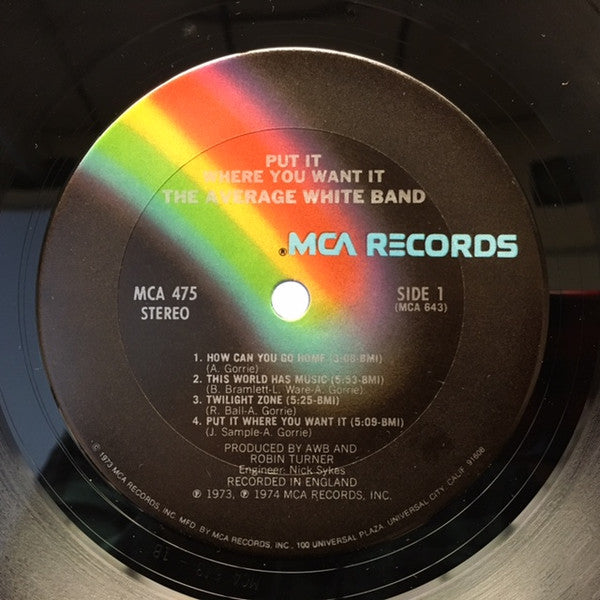 PUT IT
WHERE YOU WANT IT
THE AVERAGE WHITE BAND
®MCA RECORDS
MCA 475
STEREO
SIDE 1
(MCA 643)
1. HOW CAN YOU GO HOME (3:08-BMI)
(A. Gorrie)
2. THIS WORLD HAS MUSIC (5:53-BMI)
(B. Bramlett-L. Ware-A. Gorrie)
3. TWILIGHT ZONE (5:25-BMI)
(R. Ball-A. Gorrie)
4. PUT IT WHERE YOU WANT IT (5:09-BMI)
(J. Sample-A. Gorrie)
PRODUCED BY AWB AND
ROBIN TURNER
Engineer: Nick Sykes
RECORDED IN ENGLAND
℗ 1973, ℗ 1974 MCA RECORDS, INC.
© 1973 MCA RECORDS, INC. MFD. BY MCA RECORDS, INC., 100 UNIVERSAL PLAZA, UNIVERSAL CITY, CALIF. 91608